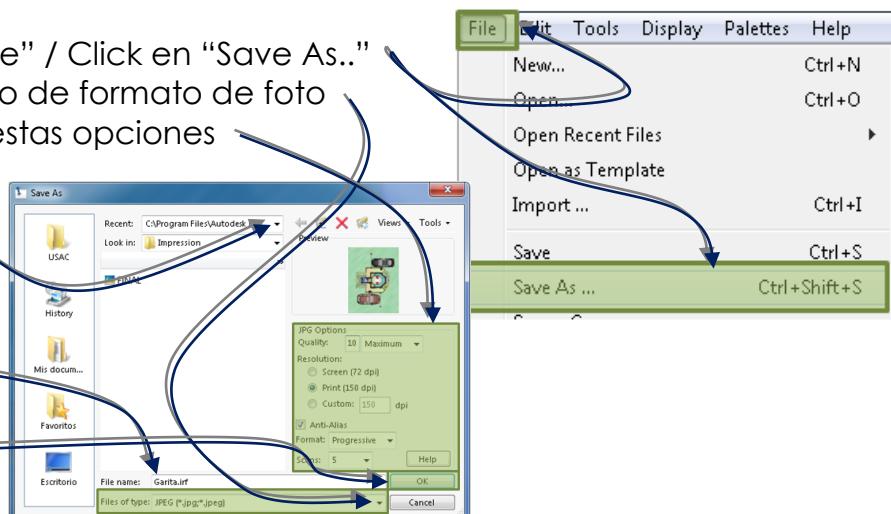 e” / Click en “Save As..”
o de formato de foto
estas opciones
File Edit Tools Display Palettes Help
New... Ctrl+N
Open... Ctrl+O
Open Recent Files
Open as Template
Import ... Ctrl+I
Save Ctrl+S
Save As ... Ctrl+Shift+S
Save As
Recent: C:\Program Files\Autodesk
Views Tools
Look in: Impression
Preview
USAC
FINAL
History
Mis docum...
Favoritos
Escritorio
JPG Options
Quality: 10 Maximum
Resolution:
Screen (72 dpi)
Print (150 dpi)
Custom: 150 dpi
Anti-Alias
Format: Progressive
Scans: 5 Help
File name: Garita.irf OK
Files of type: JPEG (*.jpg;*.jpeg) Cancel